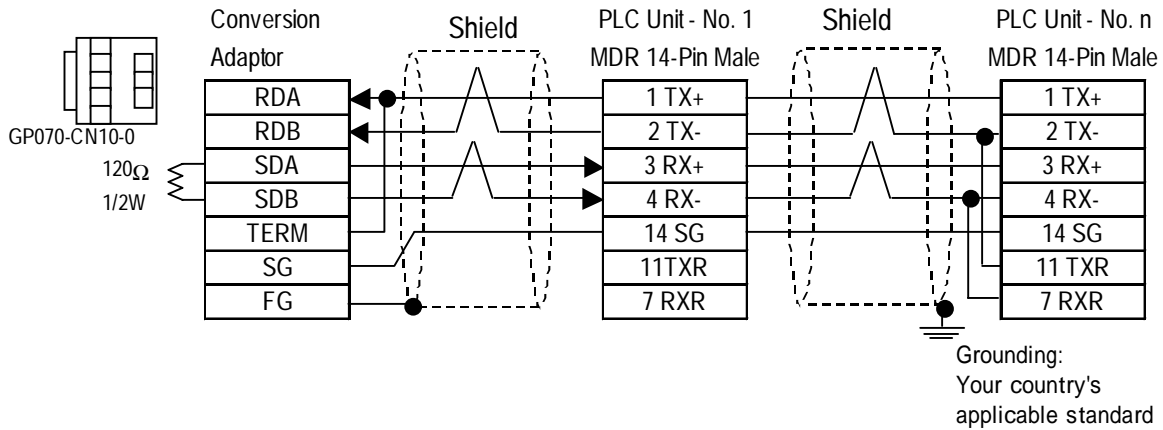 Conversion
Adaptor
Shield
PLC Unit - No. 1
MDR 14-Pin Male
Shield
PLC Unit - No. n
MDR 14-Pin Male
GP070-CN10-0
120Ω
1/2W
RDA
RDB
SDA
SDB
TERM
SG
FG
1 TX+
2 TX-
3 RX+
4 RX-
14 SG
11TXR
7 RXR
1 TX+
2 TX-
3 RX+
4 RX-
14 SG
11 TXR
7 RXR
Grounding:
Your country's
applicable standard